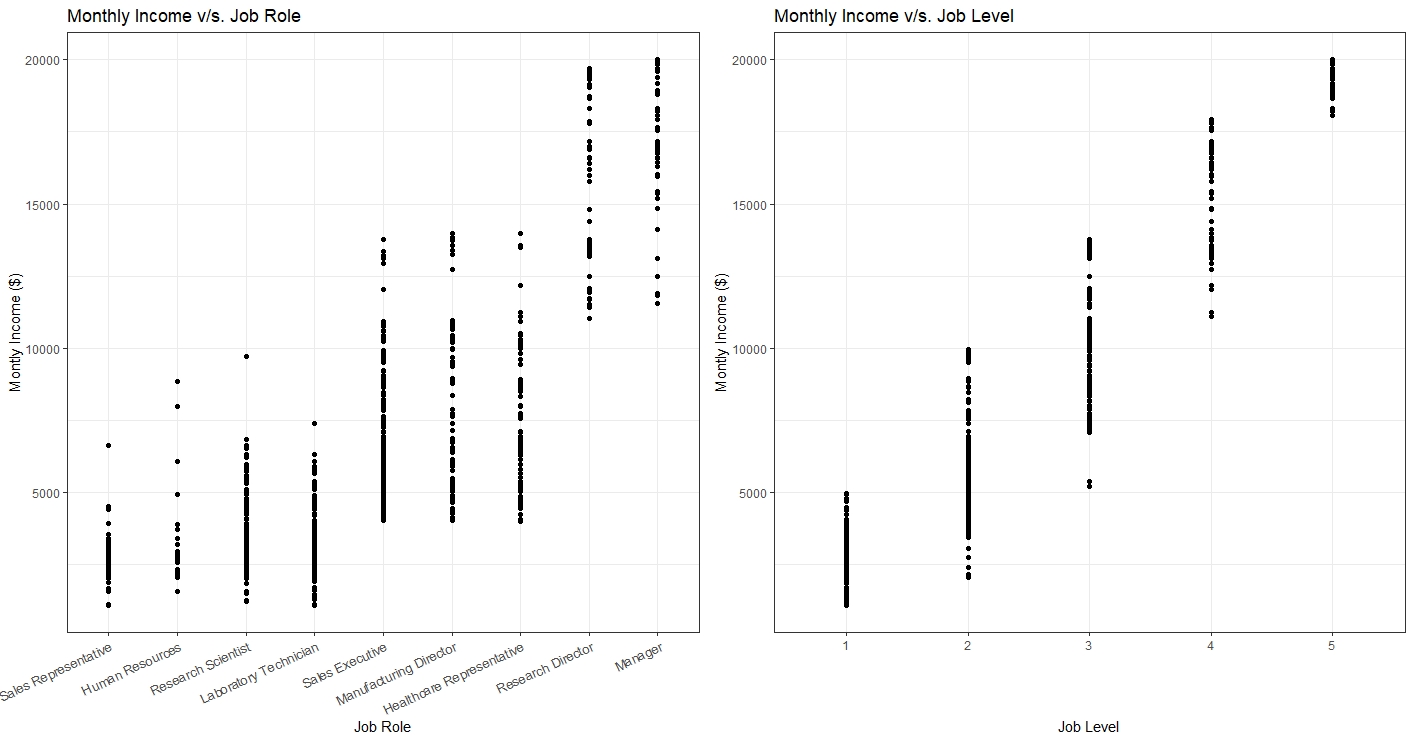 Monthly Income v/s. Job Role
Montly Income ($)
20000
15000
10000
5000
Sales Representative
Human Resources
Research Scientist
Laboratory Technician
Sales Executive
Manufacturing Director
Healthcare Representative
Research Director
Manager
Job Role
Monthly Income v/s. Job Level
Montly Income ($)
20000
15000
10000
5000
1 2 3 4 5
Job Level